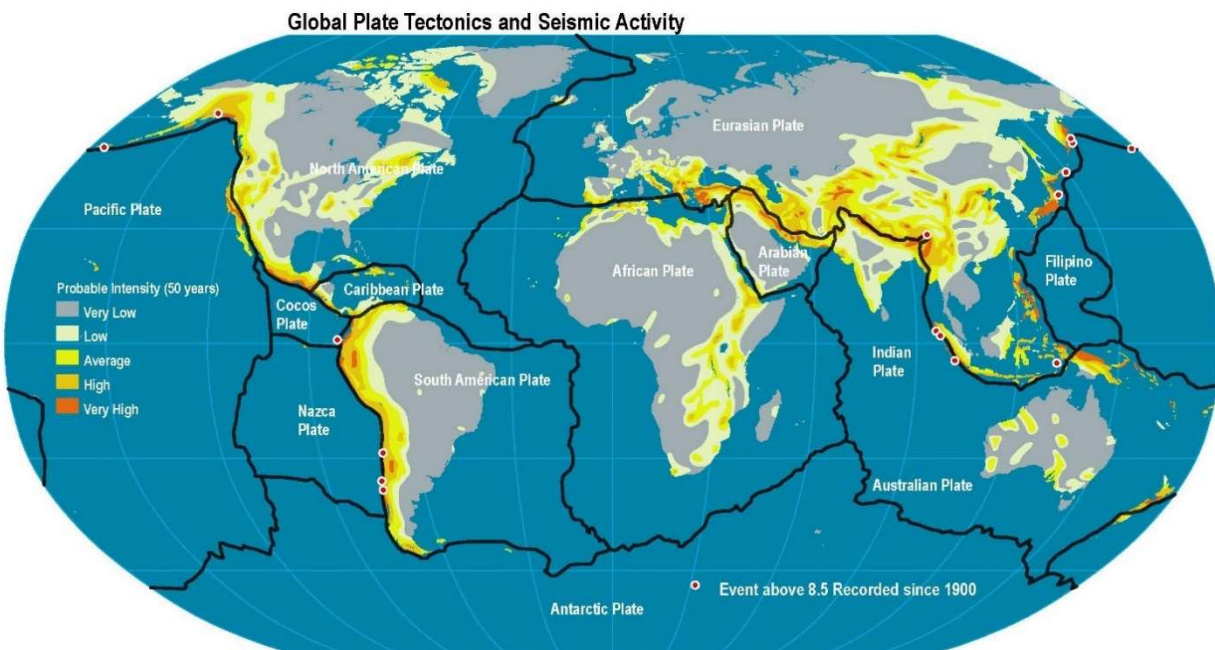 Global Plate Tectonics and Seismic Activity
Eurasian Plate
North American Plate
Pacific Plate
Arabian
Plate
African Plate
Filipino
Plate
Probable Intensity (50 years)
Very Low
Low
Average
High
Very High
Caribbean Plate
Cocos
Plate
Indian
Plate
South American Plate
Nazca
Plate
Australian Plate
Event above 8.5 Recorded since 1900
Antarctic Plate